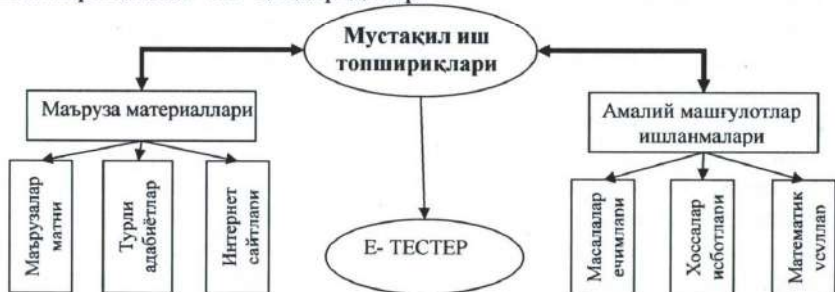 Мустақил иш
топшириқлари
Маъруза материаллари
Амалий машғулотлар
ишланмалари
Маърузалар
матни
Турли
адабиётлар
Интернет
сайтлари
Е- ТЕСТЕР
Масалалар
ечимлари
Хоссалар
исботлари
Математик
усуллар